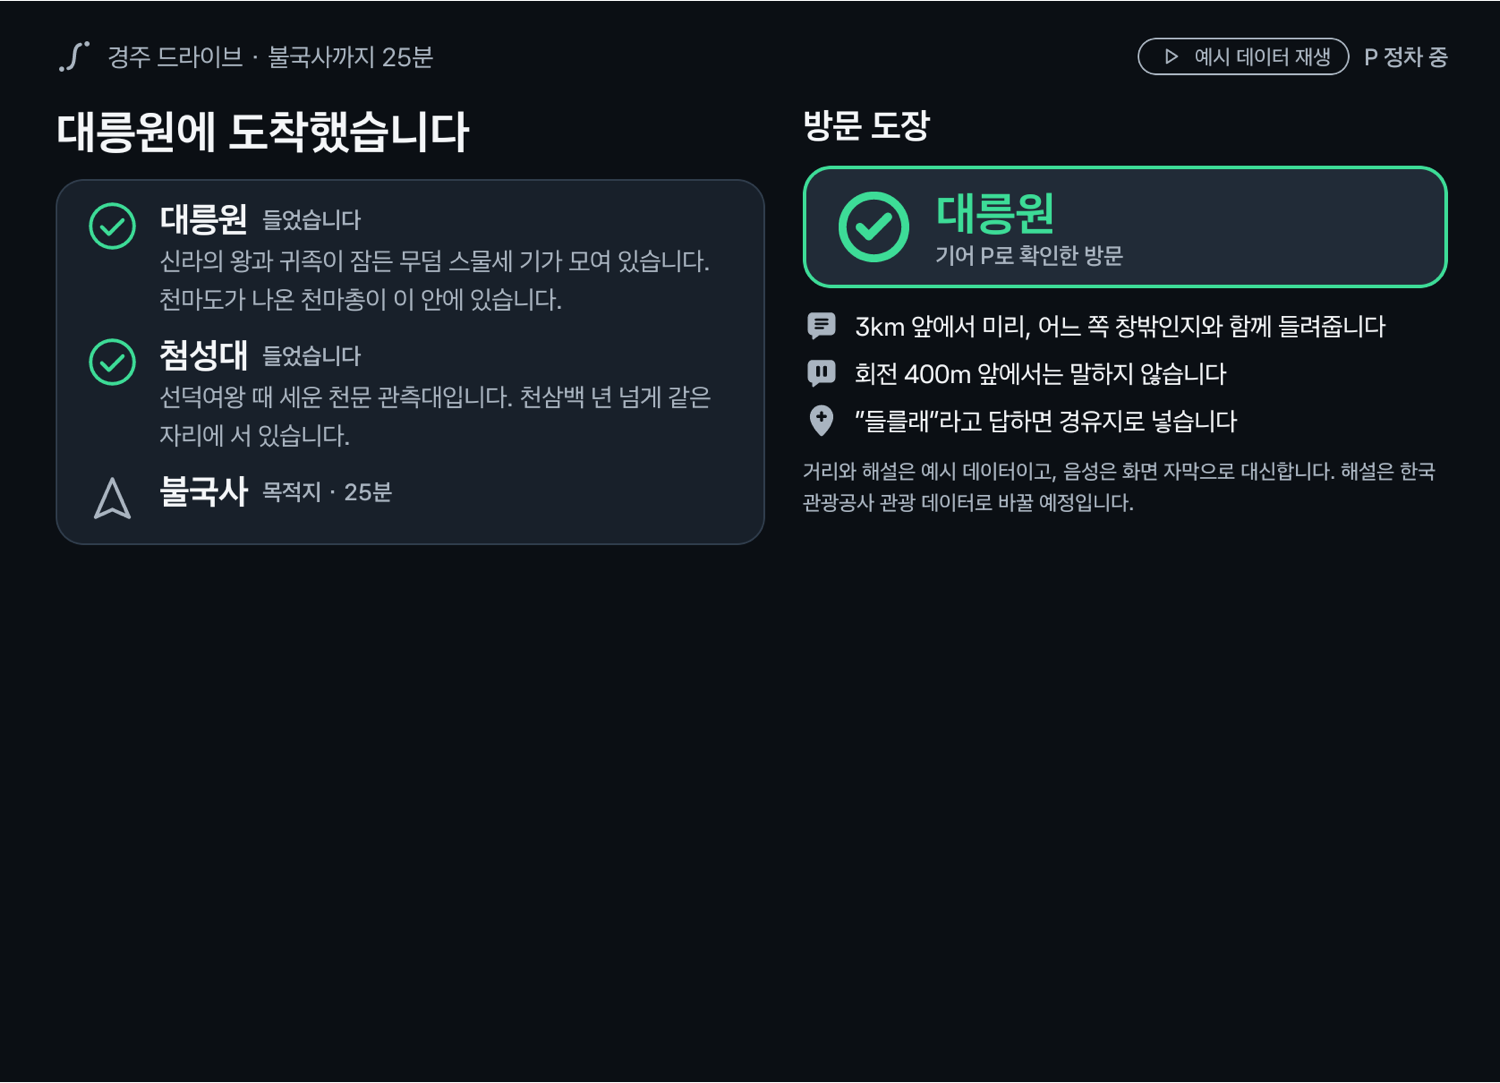 경주 드라이브 · 불국사까지 25분
예시 데이터 재생
P 정차 중
대릉원에 도착했습니다
대릉원 들었습니다
신라의 왕과 귀족이 잠든 무덤 스물세 기가 모여 있습니다.
천마도가 나온 천마총이 이 안에 있습니다.
첨성대 들었습니다
선덕여왕 때 세운 천문 관측대입니다. 천삼백 년 넘게 같은
자리에 서 있습니다.
불국사 목적지 · 25분
방문 도장
대릉원
기어 P로 확인한 방문
3km 앞에서 미리, 어느 쪽 창밖인지와 함께 들려줍니다
회전 400m 앞에서는 말하지 않습니다
"들를래"라고 답하면 경유지로 넣습니다
거리와 해설은 예시 데이터이고, 음성은 화면 자막으로 대신합니다. 해설은 한국
관광공사 관광 데이터로 바꿀 예정입니다.